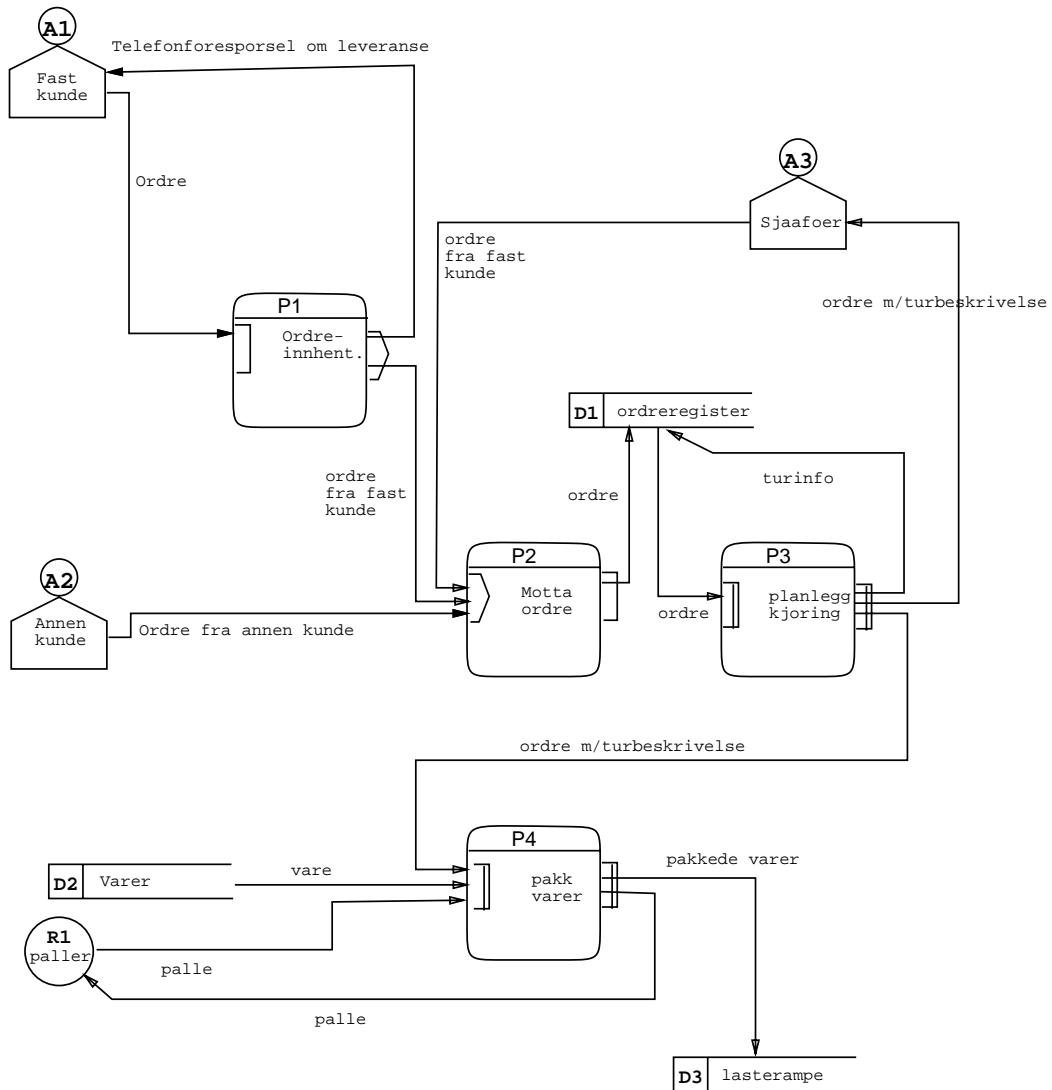 A1
Telefonforesporsel om leveranse
Fast
kunde
Ordre
A3
Sjaafoer
ordre
fra fast
kunde
ordre m/turbeskrivelse
P1
Ordre-
innhent.
D1 ordreregister
turinfo
ordre
fra fast
kunde
ordre
P2
Motta
ordre
P3
planlegg
kjoring
ordre
A2
Annen
kunde
Ordre fra annen kunde
ordre m/turbeskrivelse
P4
pakk
varer
pakkede varer
D2 Varer
vare
R1
paller
palle
palle
D3 lasterampe